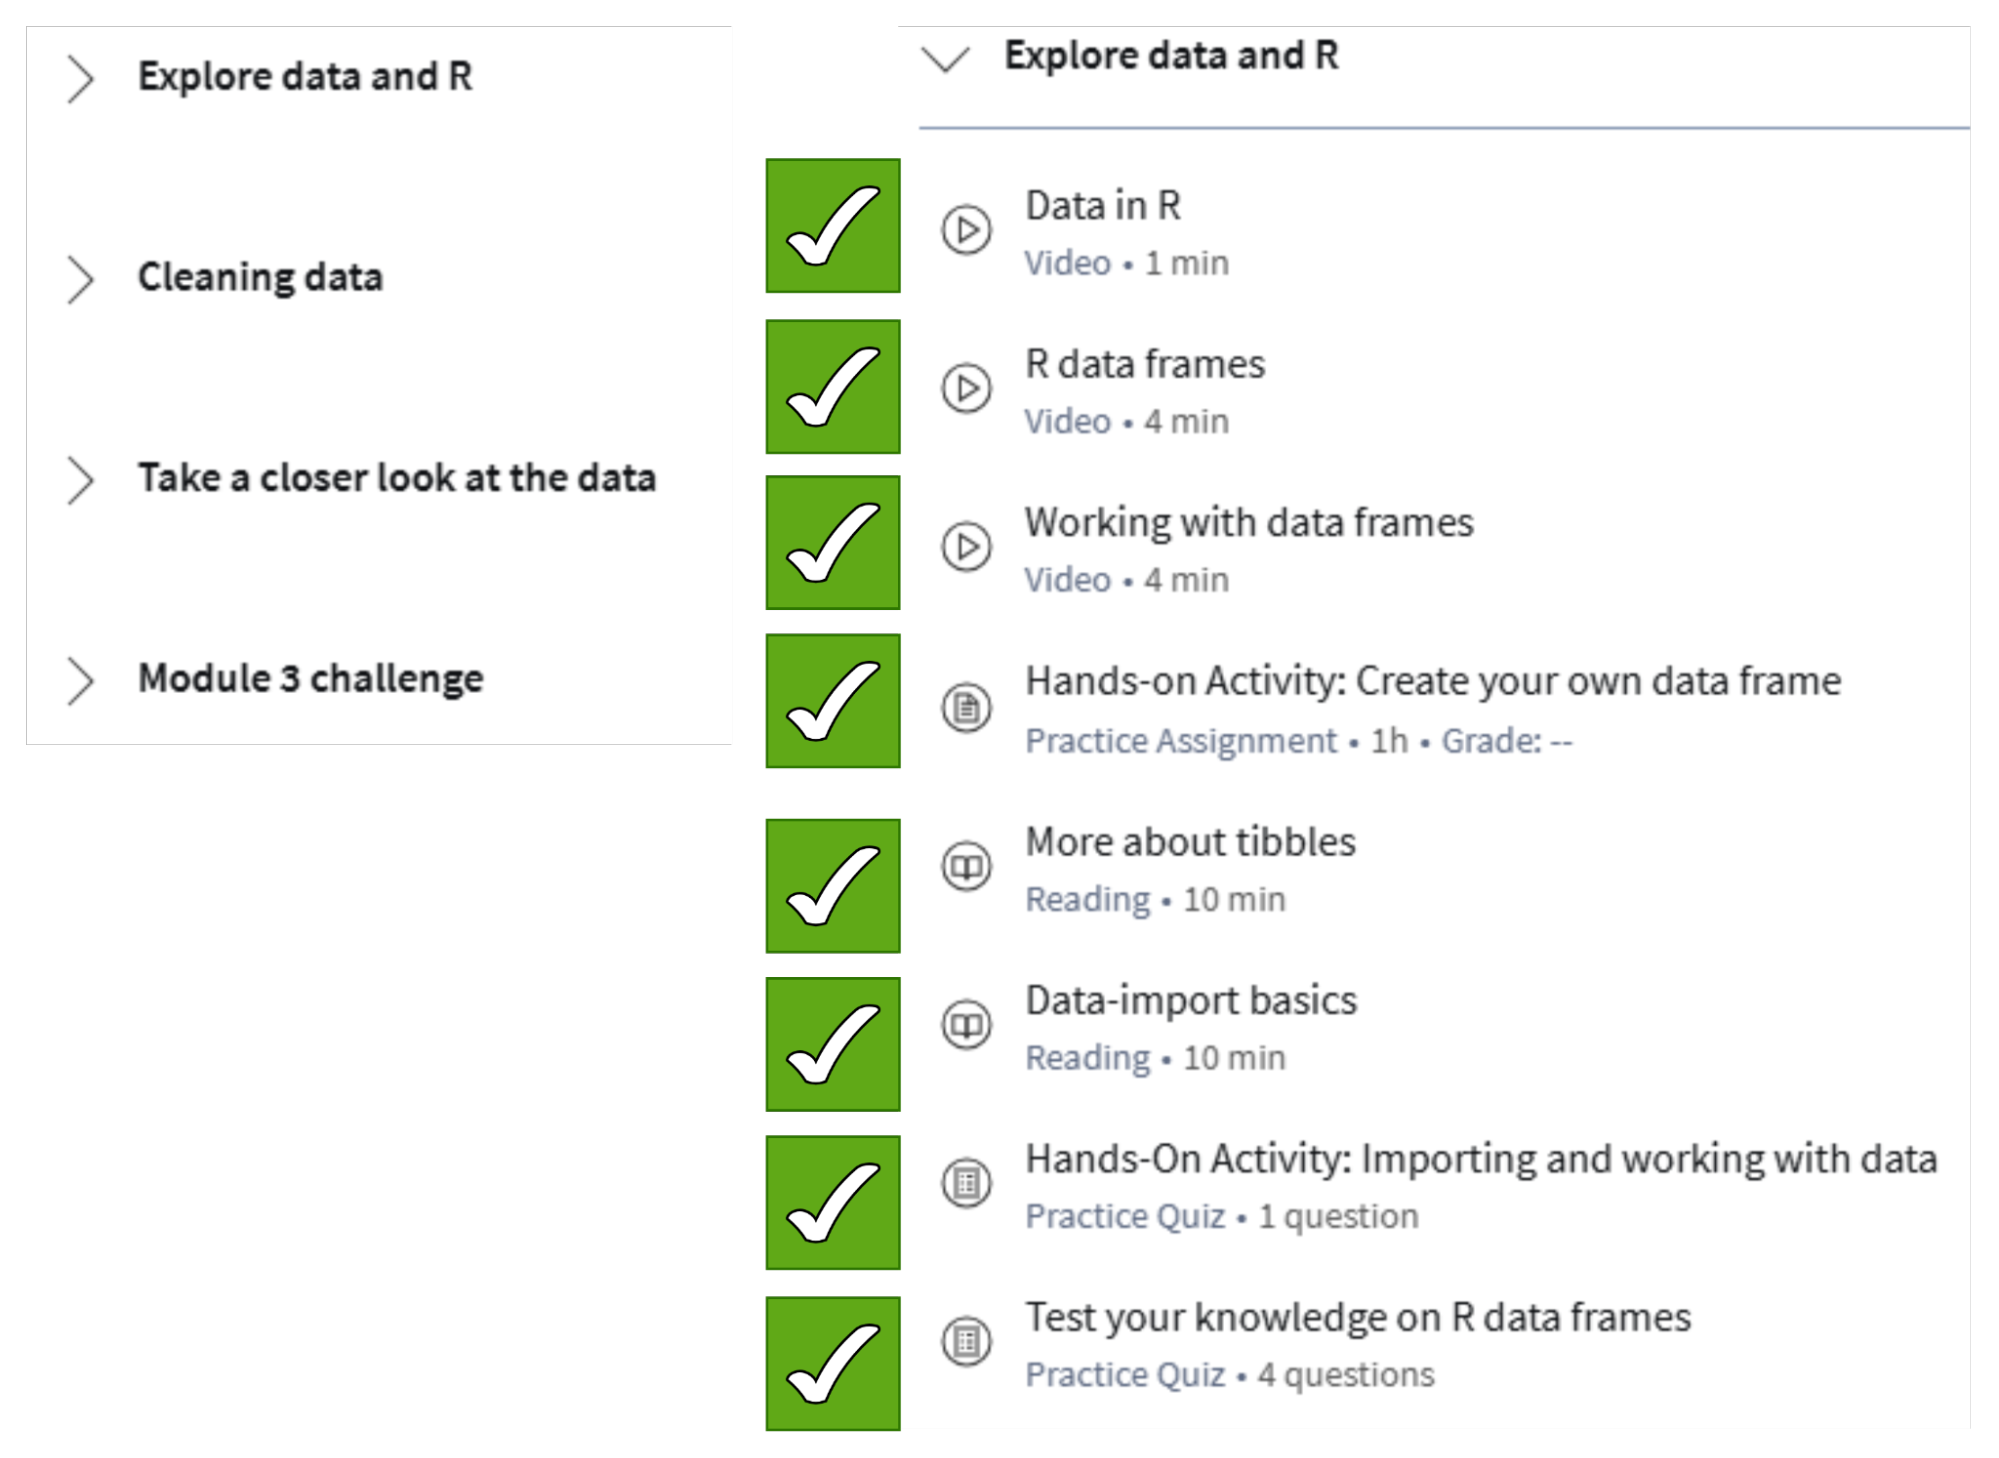 Explore data and R
Cleaning data
Take a closer look at the data
Module 3 challenge
Explore data and R
Data in R
Video • 1 min
R data frames
Video • 4 min
Working with data frames
Video • 4 min
Hands-on Activity: Create your own data frame
Practice Assignment • 1h • Grade: --
More about tibbles
Reading • 10 min
Data-import basics
Reading • 10 min
Hands-On Activity: Importing and working with data
Practice Quiz • 1 question
Test your knowledge on R data frames
Practice Quiz • 4 questions